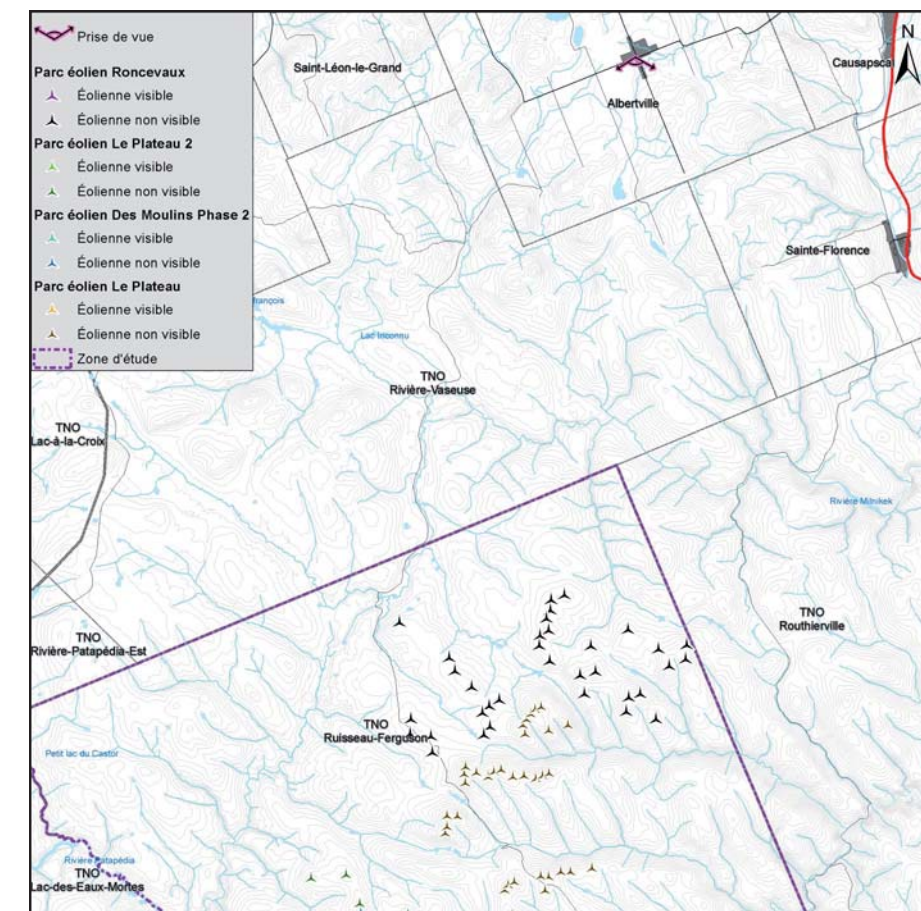 Prise de vue
Parc éolien Roncevaux
Éolienne visible
Éolienne non visible
Parc éolien Le Plateau 2
Éolienne visible
Éolienne non visible
Parc éolien Des Moulins Phase 2
Éolienne visible
Éolienne non visible
Parc éolien Le Plateau
Éolienne visible
Éolienne non visible
Zone d'étude
Saint-Léon-le-Grand
Albertville
Causapscal
N
Sainte-Florence
françois
Lac Inconnu
TNO
Rivière-Vaseuse
TNO
Lac-à-la-Croix
Rivière Milnikek
TNO
Routhierville
TNO
Rivière-Patapédia-Est
TNO
Ruisseau-Ferguson
Petit lac du Castor
Rivière Patapédia
TNO
Lac-des-Eaux-Mortes